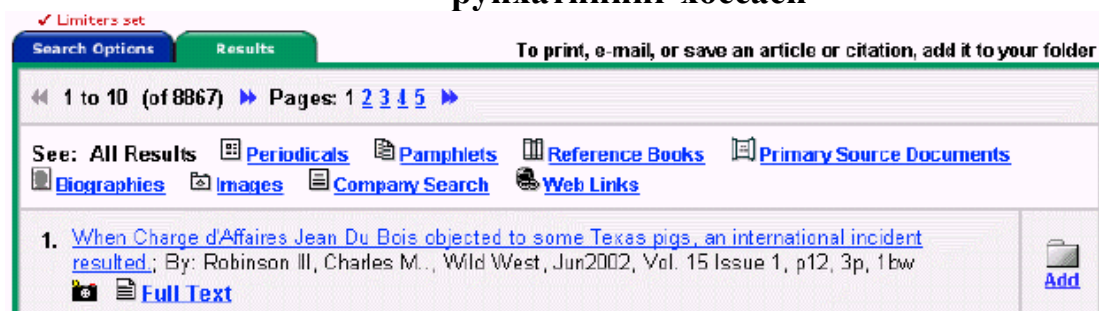 рўйхатининг хоссаси
✓ Limiters set
Search Options Results To print, e-mail, or save an article or citation, add it to your folder
1 to 10 (of 8867) Pages: 1 2 3 4 5
See: All Results Periodicals Pamphlets Reference Books Primary Source Documents
Biographies Images Company Search Web Links
1. When Charge d'Affaires Jean Du Bois objected to some Texas pigs, an international incident
resulted.; By: Robinson III, Charles M.., Wild West, Jun2002, Vol. 15 Issue 1, p12, 3p, 1bw
Add
Full Text